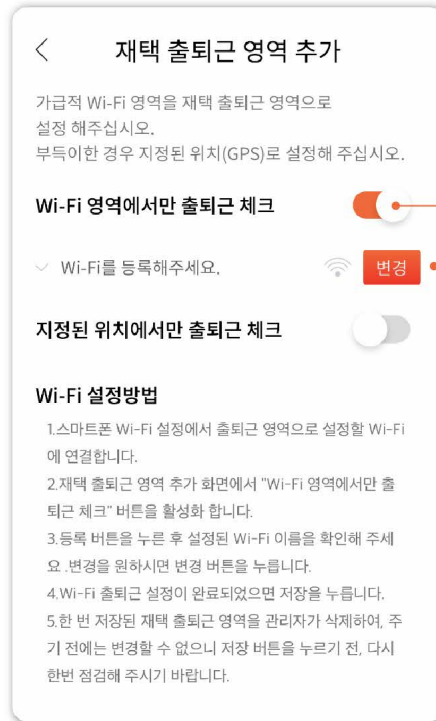 재택 출퇴근 영역 추가
가급적 Wi-Fi 영역을 재택 출퇴근 영역으로
설정 해주십시오.
부득이한 경우 지정된 위치(GPS)로 설정해 주십시오.
Wi-Fi 영역에서만 출퇴근 체크
Wi-Fi를 등록해주세요.
변경
지정된 위치에서만 출퇴근 체크
Wi-Fi 설정방법
1.스마트폰 Wi-Fi 설정에서 출퇴근 영역으로 설정할 Wi-Fi
에 연결합니다.
2.재택 출퇴근 영역 추가 화면에서 "Wi-Fi 영역에서만 출
퇴근 체크" 버튼을 활성화 합니다.
3.등록 버튼을 누른 후 설정된 Wi-Fi 이름을 확인해 주세
요 .변경을 원하시면 변경 버튼을 누릅니다.
4.Wi-Fi 출퇴근 설정이 완료되었으면 저장을 누릅니다.
5.한 번 저장된 재택 출퇴근 영역을 관리자가 삭제하여, 주
기 전에는 변경할 수 없으니 저장 버튼을 누르기 전, 다시
한번 점검해 주시기 바랍니다.